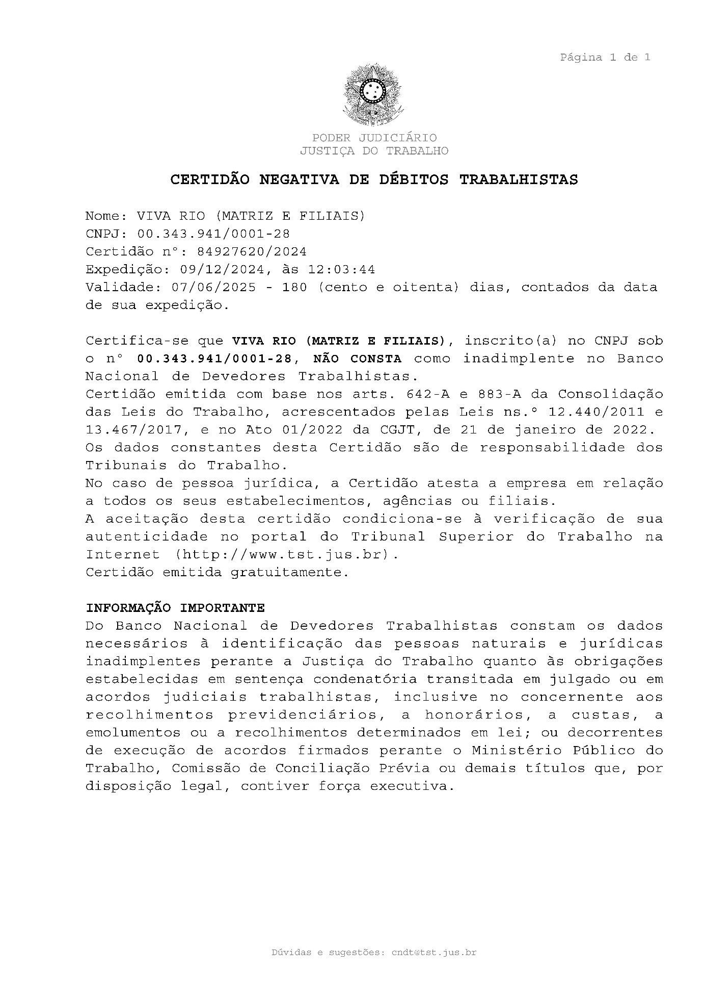 Página 1 de 1
PODER JUDICIÁRIO
JUSTIÇA DO TRABALHO
CERTIDÃO NEGATIVA DE DÉBITOS TRABALHISTAS
Nome: VIVA RIO (MATRIZ E FILIAIS)
CNPJ: 00.343.941/0001-28
Certidão nº: 84927620/2024
Expedição: 09/12/2024, às 12:03:44
Validade: 07/06/2025 - 180 (cento e oitenta) dias, contados da data
de sua expedição.
Certifica-se que VIVA RIO (MATRIZ E FILIAIS), inscrito(a) no CNPJ sob
o nº 00.343.941/0001-28, NÃO CONSTA como inadimplente no Banco
Nacional de Devedores Trabalhistas.
Certidão emitida com base nos arts. 642-A e 883-A da Consolidação
das Leis do Trabalho, acrescentados pelas Leis ns.º 12.440/2011 e
13.467/2017, e no Ato 01/2022 da CGJT, de 21 de janeiro de 2022.
Os dados constantes desta Certidão são de responsabilidade dos
Tribunais do Trabalho.
No caso de pessoa jurídica, a Certidão atesta a empresa em relação
a todos os seus estabelecimentos, agências ou filiais.
A aceitação desta certidão condiciona-se à verificação de sua
autenticidade no portal do Tribunal Superior do Trabalho na
Internet (http://www.tst.jus.br).
Certidão emitida gratuitamente.
INFORMAÇÃO IMPORTANTE
Do Banco Nacional de Devedores Trabalhistas constam os dados
necessários à identificação das pessoas naturais e jurídicas
inadimplentes perante a Justiça do Trabalho quanto às obrigações
estabelecidas em sentença condenatória transitada em julgado ou em
acordos judiciais trabalhistas, inclusive no concernente aos
recolhimentos previdenciários, a honorários, a custas, a
emolumentos ou a recolhimentos determinados em lei; ou decorrentes
de execução de acordos firmados perante o Ministério Público do
Trabalho, Comissão de Conciliação Prévia ou demais títulos que, por
disposição legal, contiver força executiva.
Dúvidas e sugestões: cndt@tst.jus.br